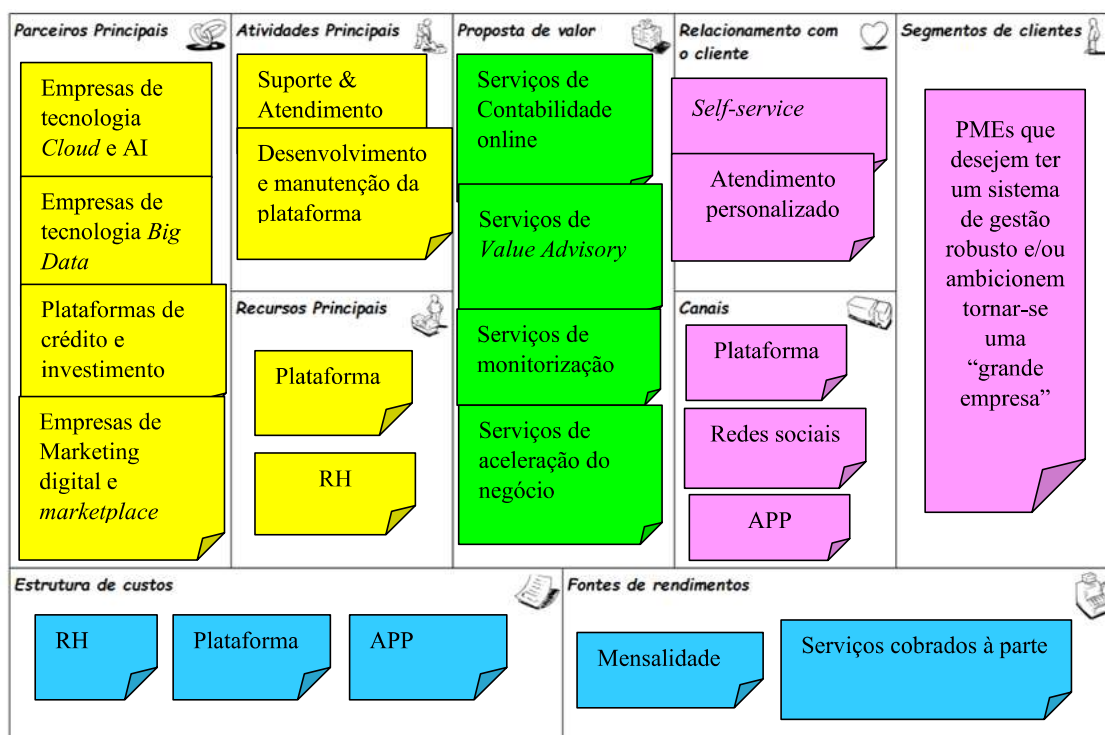 Parceiros Principais
Empresas de
tecnologia
Cloud e AI
Empresas de
tecnologia Big
Data
Plataformas de
crédito e
investimento
Empresas de
Marketing
digital e
marketplace
Atividades Principais
Suporte &
Atendimento
Desenvolvimento
e manutenção da
plataforma
Recursos Principais
Plataforma
RH
Proposta de valor
Serviços de
Contabilidade
online
Serviços de
Value Advisory
Serviços de
monitorização
Serviços de
aceleração do
negócio
Relacionamento com
o cliente
Self-service
Atendimento
personalizado
Canais
Plataforma
Redes sociais
APP
Segmentos de clientes
PMEs que
desejem ter
um sistema
de gestão
robusto e/ou
ambicionem
tornar-se
uma
“grande
empresa”
Estrutura de custos
RH
Plataforma
APP
Fontes de rendimentos
Mensalidade
Serviços cobrados à parte